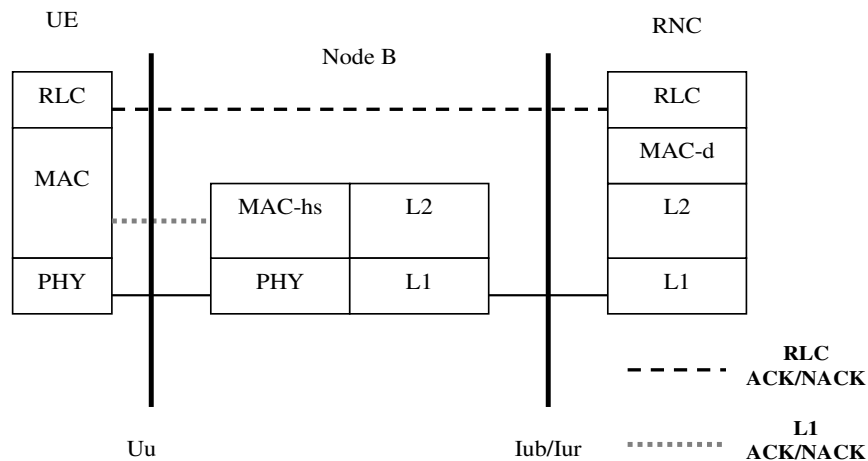 UE
Node B
RNC
RLC
RLC
MAC
MAC-d
MAC-hs
L2
L2
PHY
PHY
L1
L1
RLC
ACK/NACK
L1
ACK/NACK
Uu
Iub/Iur